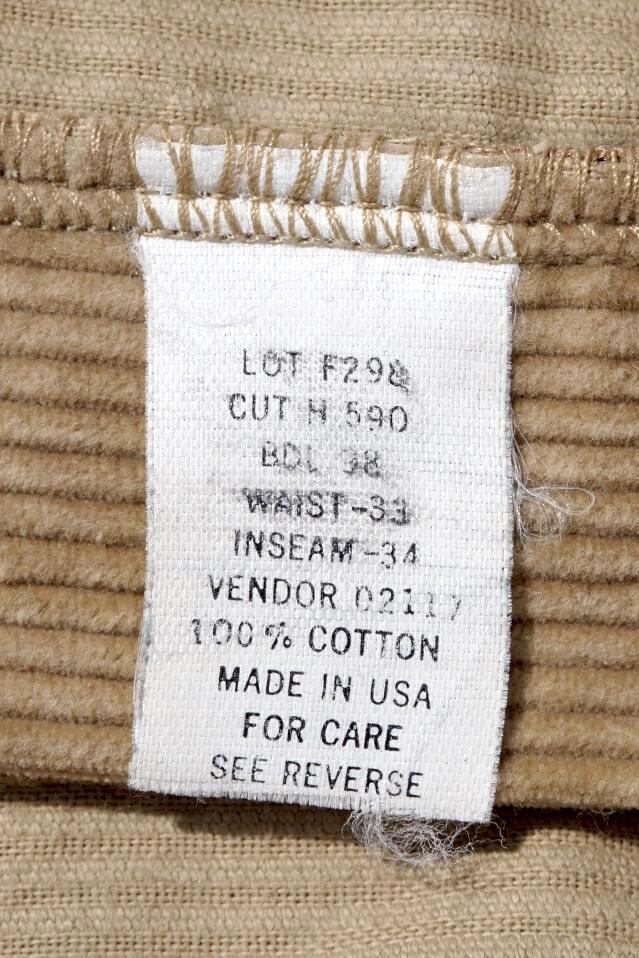 LOT F298
CUT H 590
BDL 38
WAIST-33
INSEAM-34
VENDOR 02117
100% COTTON
MADE IN USA
FOR CARE
SEE REVERSE